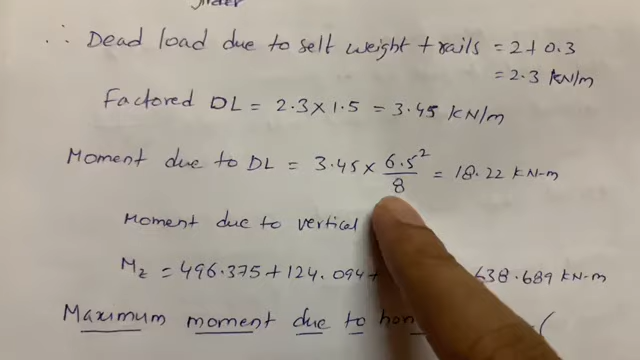 girder
∴ Dead load due to self weight + rails = 2 + 0.3
= 2.3 kN/m
Factored DL = 2.3 × 1.5 = 3.45 kN/m
Moment due to DL = 3.45 × 6.5² / 8 = 18.22 kN-m
Moment due to vertical
Mz = 496.375 + 124.094 + 638.689 kN-m
Maximum moment due to (